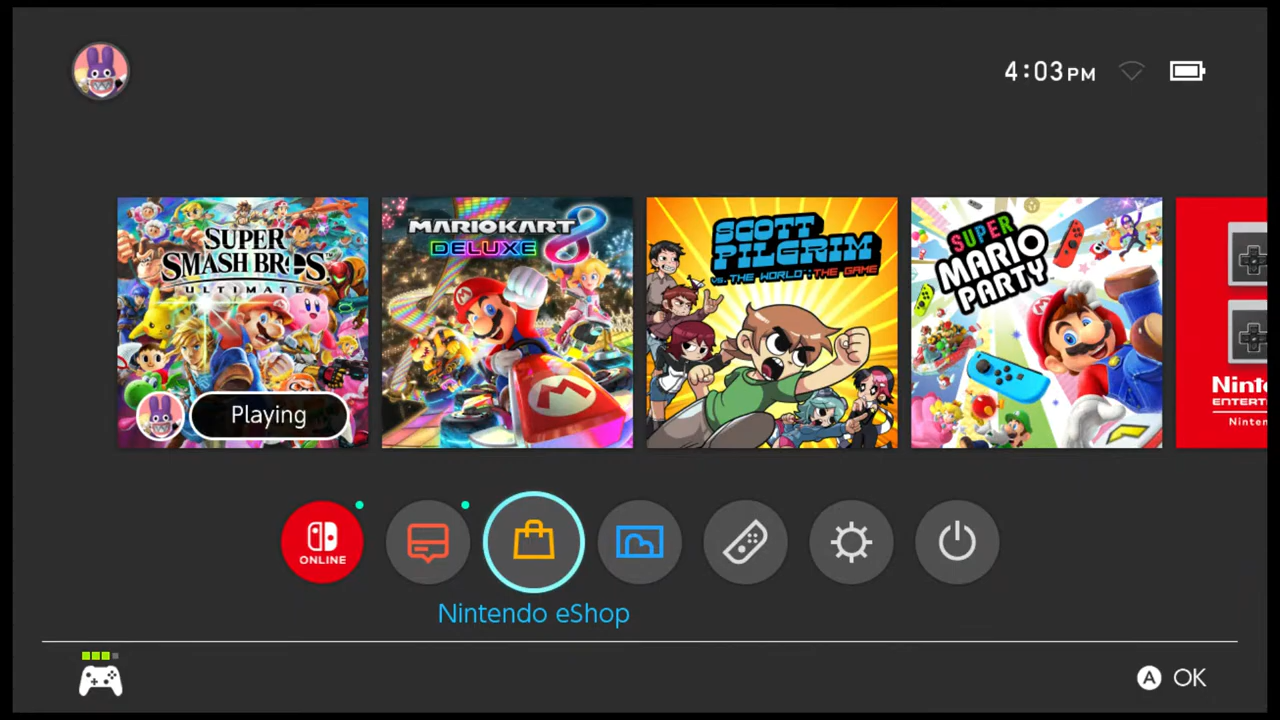 4:03PM
SUPER
SMASH BROS.
ULTIMATE
Playing
MARIOKART 8
DELUXE
SCOTT
PILGRIM
VS. THE WORLD: THE GAME
SUPER
MARIO
PARTY
Ninte
ENTERT
Ninten
ONLINE
Nintendo eShop
A OK